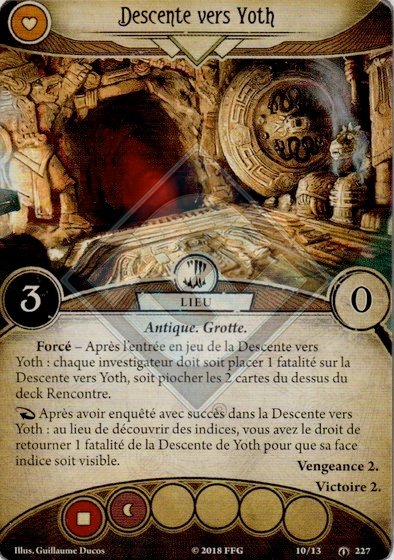 Descente vers Yoth
3
0
LIEU
Antique. Grotte.
Forcé – Après l'entrée en jeu de la Descente vers
Yoth : chaque investigateur doit soit placer 1 fatalité sur la
Descente vers Yoth, soit piocher les 2 cartes du dessus du
deck Rencontre.
Après avoir enquêté avec succès dans la Descente vers
Yoth : au lieu de découvrir des indices, vous avez le droit de
retourner 1 fatalité de la Descente de Yoth pour que sa face
indice soit visible.
Vengeance 2.
Victoire 2.
Illus. Guillaume Ducos
© 2018 FFG
10/13
227